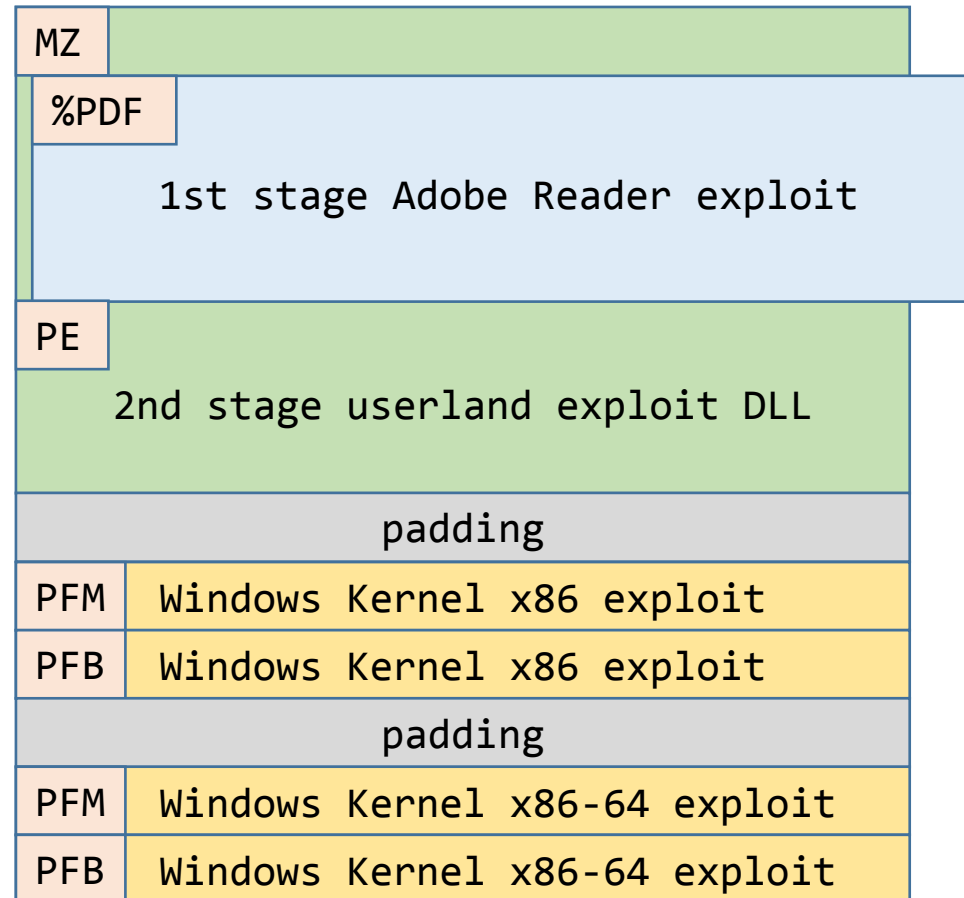 MZ
%PDF
1st stage Adobe Reader exploit
PE
2nd stage userland exploit DLL
padding
PFM Windows Kernel x86 exploit
PFB Windows Kernel x86 exploit
padding
PFM Windows Kernel x86-64 exploit
PFB Windows Kernel x86-64 exploit